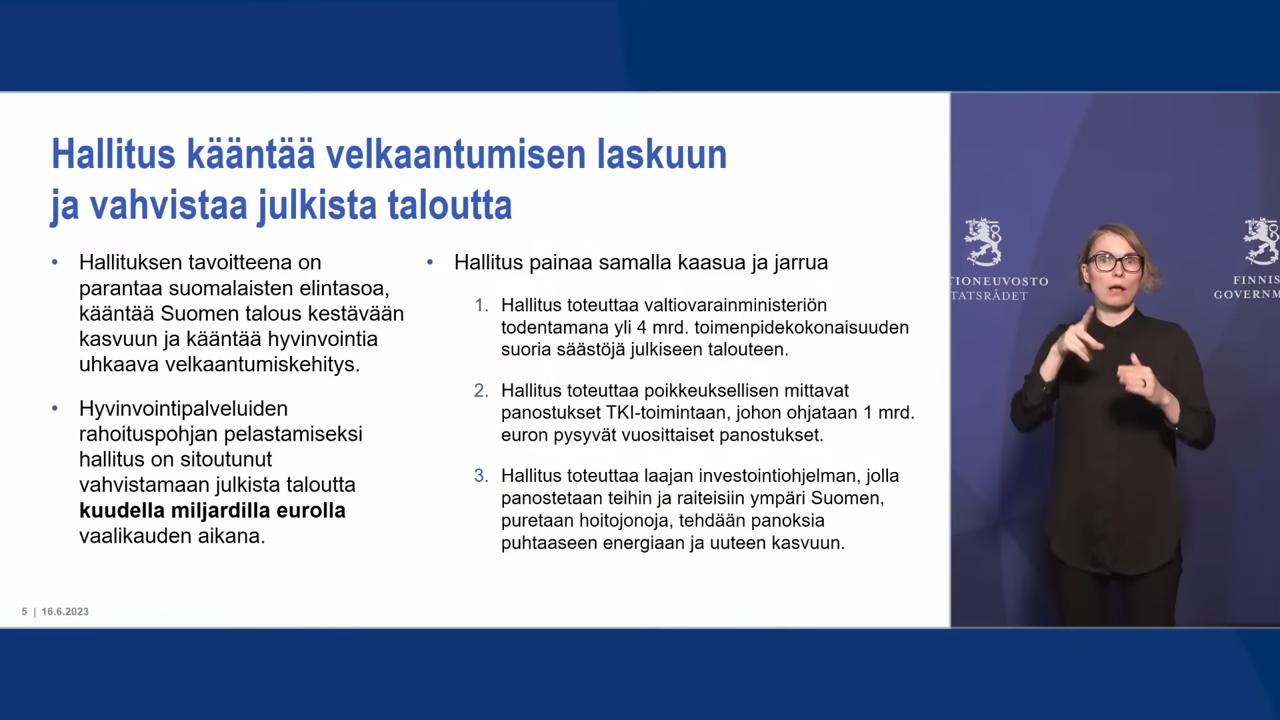 Hallitus kääntää velkaantumisen laskuun
ja vahvistaa julkista taloutta
• Hallituksen tavoitteena on
parantaa suomalaisten elintasoa,
kääntää Suomen talous kestävään
kasvuun ja kääntää hyvinvointia
uhkaava velkaantumiskehitys.
• Hyvinvointipalveluiden
rahoituspohjan pelastamiseksi
hallitus on sitoutunut
vahvistamaan julkista taloutta
kuudella miljardilla eurolla
vaalikauden aikana.
• Hallitus painaa samalla kaasua ja jarrua
1. Hallitus toteuttaa valtiovarainministeriön
todentamana yli 4 mrd. toimenpidekokonaisuuden
suoria säästöjä julkiseen talouteen.
2. Hallitus toteuttaa poikkeuksellisen mittavat
panostukset TKI-toimintaan, johon ohjataan 1 mrd.
euron pysyvät vuosittaiset panostukset.
3. Hallitus toteuttaa laajan investointiohjelman, jolla
panostetaan teihin ja raiteisiin ympäri Suomen,
puretaan hoitojonoja, tehdään panoksia
puhtaaseen energiaan ja uuteen kasvuun.
5 | 16.6.2023
TIONEUVOSTO
TATSRÅDET
FINNIS
GOVERNM